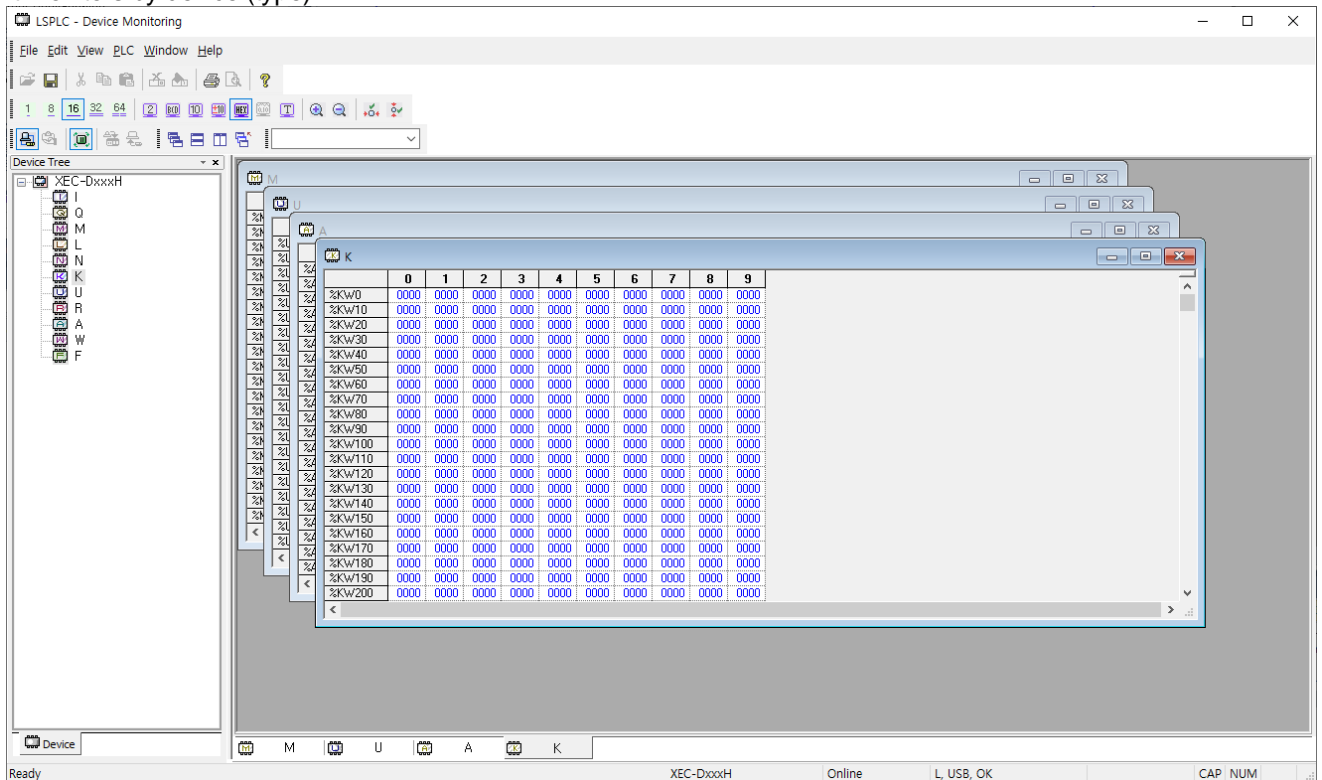 LSPLC - Device Monitoring
File Edit View PLC Window Help
1 8 16 32 64 2 BCD 10 ±10 HEX T
Device Tree
XEC-DxxxH
I
Q
M
L
N
K
U
R
A
W
F
M
U
A
K
0 1 2 3 4 5 6 7 8 9
%KW0 0000 0000 0000 0000 0000 0000 0000 0000 0000 0000
%KW10 0000 0000 0000 0000 0000 0000 0000 0000 0000 0000
%KW20 0000 0000 0000 0000 0000 0000 0000 0000 0000 0000
%KW30 0000 0000 0000 0000 0000 0000 0000 0000 0000 0000
%KW40 0000 0000 0000 0000 0000 0000 0000 0000 0000 0000
%KW50 0000 0000 0000 0000 0000 0000 0000 0000 0000 0000
%KW60 0000 0000 0000 0000 0000 0000 0000 0000 0000 0000
%KW70 0000 0000 0000 0000 0000 0000 0000 0000 0000 0000
%KW80 0000 0000 0000 0000 0000 0000 0000 0000 0000 0000
%KW90 0000 0000 0000 0000 0000 0000 0000 0000 0000 0000
%KW100 0000 0000 0000 0000 0000 0000 0000 0000 0000 0000
%KW110 0000 0000 0000 0000 0000 0000 0000 0000 0000 0000
%KW120 0000 0000 0000 0000 0000 0000 0000 0000 0000 0000
%KW130 0000 0000 0000 0000 0000 0000 0000 0000 0000 0000
%KW140 0000 0000 0000 0000 0000 0000 0000 0000 0000 0000
%KW150 0000 0000 0000 0000 0000 0000 0000 0000 0000 0000
%KW160 0000 0000 0000 0000 0000 0000 0000 0000 0000 0000
%KW170 0000 0000 0000 0000 0000 0000 0000 0000 0000 0000
%KW180 0000 0000 0000 0000 0000 0000 0000 0000 0000 0000
%KW190 0000 0000 0000 0000 0000 0000 0000 0000 0000 0000
%KW200 0000 0000 0000 0000 0000 0000 0000 0000 0000 0000
Device
M U A K
Ready XEC-DxxxH Online L, USB, OK CAP NUM